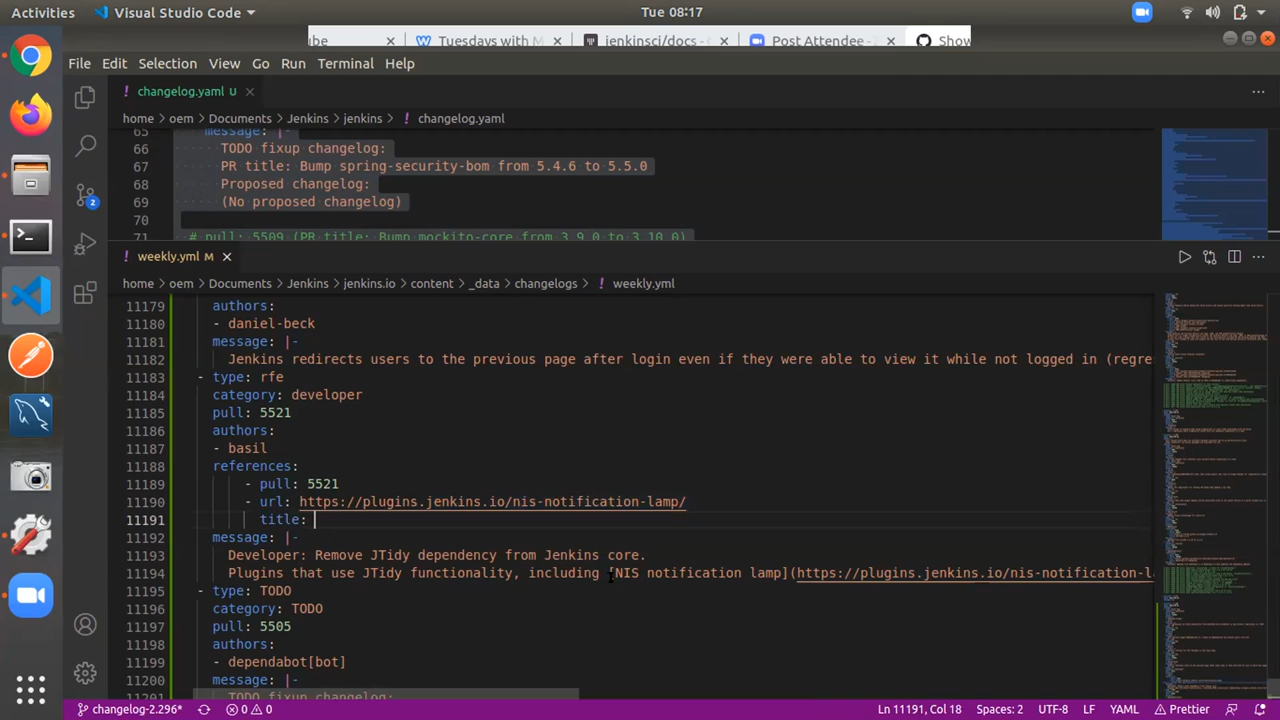 Activities Visual Studio Code Tue 08:17
ube Tuesdays with M jenkinsci/docs - Post Attendee - Show
File Edit Selection View Go Run Terminal Help
changelog.yaml U
home > oem > Documents > Jenkins > jenkins > ! changelog.yaml
65 message: |-
66 TODO fixup changelog:
67 PR title: Bump spring-security-bom from 5.4.6 to 5.5.0
68 Proposed changelog:
69 (No proposed changelog)
70
71 # pull: 5509 (PR title: Bump mockito-core from 3.9.0 to 3.10.0)
2
weekly.yml M
home > oem > Documents > Jenkins > jenkins.io > content > _data > changelogs > ! weekly.yml
11179 authors:
11180 - daniel-beck
11181 message: |-
11182 Jenkins redirects users to the previous page after login even if they were able to view it while not logged in (regre
11183 - type: rfe
11184 category: developer
11185 pull: 5521
11186 authors:
11187 - basil
11188 references:
11189 - pull: 5521
11190 - url: https://plugins.jenkins.io/nis-notification-lamp/
11191 title:
11192 message: |-
11193 Developer: Remove JTidy dependency from Jenkins core.
11194 Plugins that use JTidy functionality, including [NIS notification lamp](https://plugins.jenkins.io/nis-notification-l
11195 - type: TODO
11196 category: TODO
11197 pull: 5505
11198 authors:
11199 - dependabot[bot]
11200 message: |-
11201 TODO fixup changelog:
changelog-2.296* 0 0 Ln 11191, Col 18 Spaces: 2 UTF-8 LF YAML Prettier